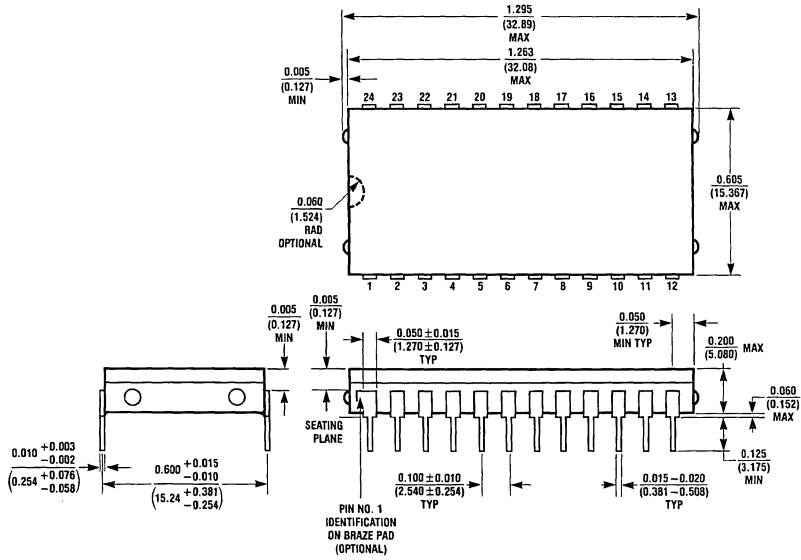 1.295
(32.89)
MAX
1.263
(32.08)
MAX
0.005
(0.127)
MIN
24 23 22 21 20 19 18 17 16 15 14 13
0.605
(15.367)
MAX
0.060
(1.524)
RAD
OPTIONAL
1 2 3 4 5 6 7 8 9 10 11 12
0.005
(0.127)
MIN
0.005
(0.127)
MIN
0.050±0.015
(1.270±0.127)
TYP
0.050
(1.270)
MIN TYP
0.200
(5.080) MAX
0.060
(0.152)
MAX
SEATING
PLANE
0.125
(3.175)
MIN
0.010 +0.003
−0.002
(0.254 +0.076
−0.058)
0.600 +0.015
−0.010
(15.24 +0.381
−0.254)
0.100±0.010
(2.540±0.254)
TYP
0.015−0.020
(0.381−0.508)
TYP
PIN NO. 1
IDENTIFICATION
ON BRAZE PAD
(OPTIONAL)